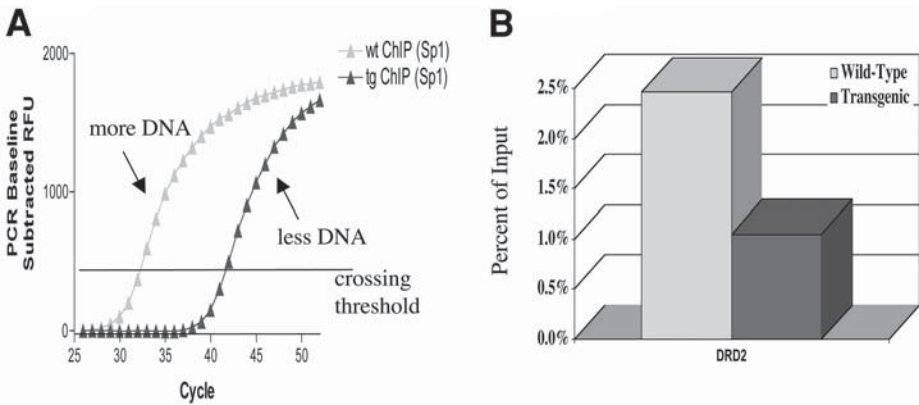 A
2000
1000
0
25
30
35
40
45
50
PCR Baseline
Subtracted RFU
Cycle
wt ChIP (Sp1)
tg ChIP (Sp1)
more DNA
less DNA
crossing
threshold
B
Percent of Input
2.5%
2.0%
1.5%
1.0%
0.5%
0.0%
Wild-Type
Transgenic
DRD2